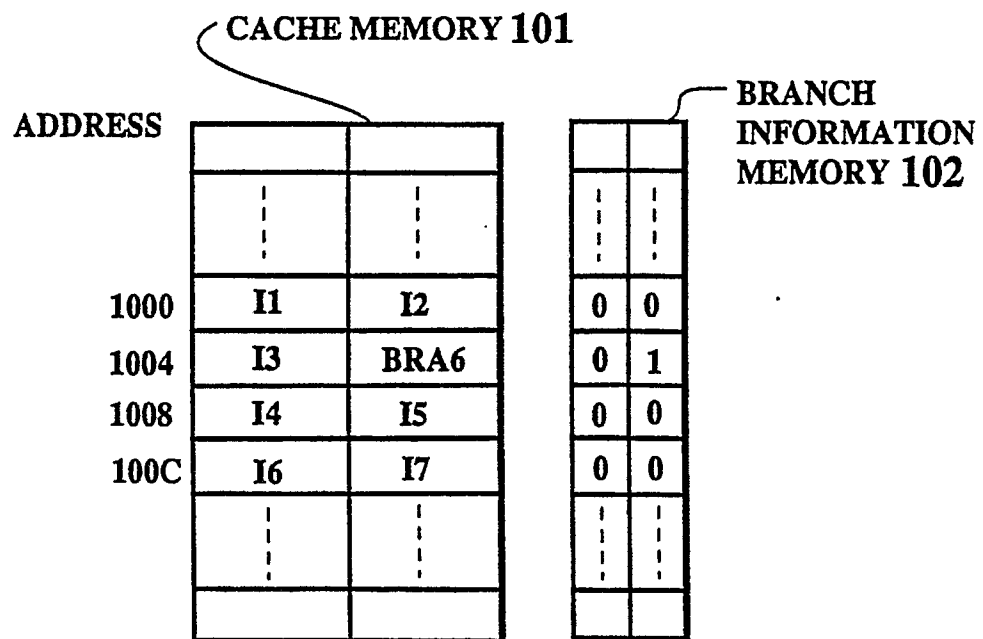 CACHE MEMORY 101
BRANCH
INFORMATION
MEMORY 102
ADDRESS
1000 I1 I2 0 0
1004 I3 BRA6 0 1
1008 I4 I5 0 0
100C I6 I7 0 0